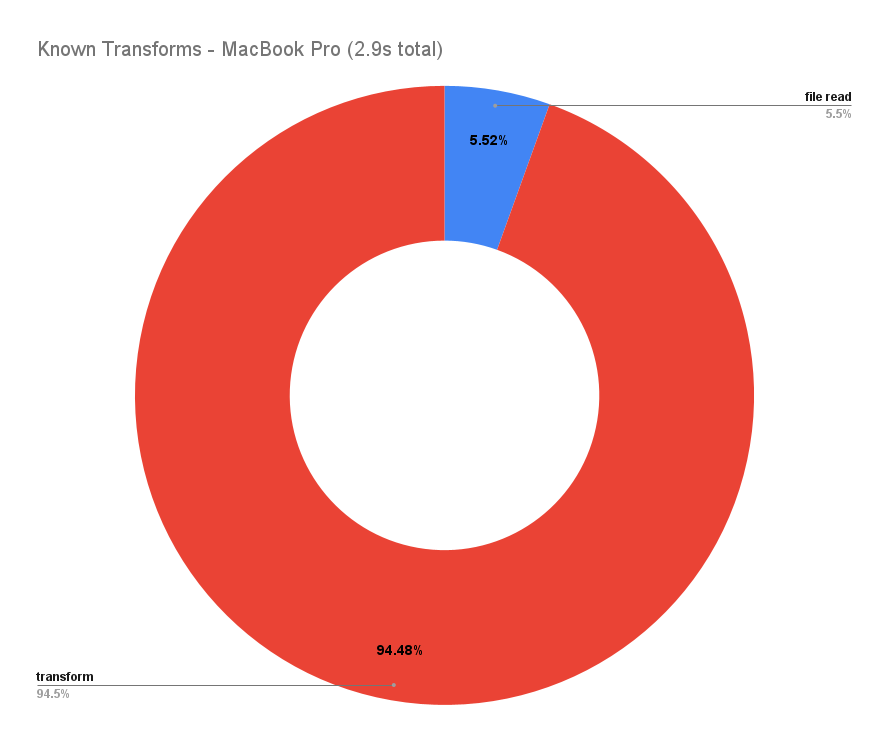 Known Transforms - MacBook Pro (2.9s total)
file read
5.5%
5.52%
94.48%
transform
94.5%